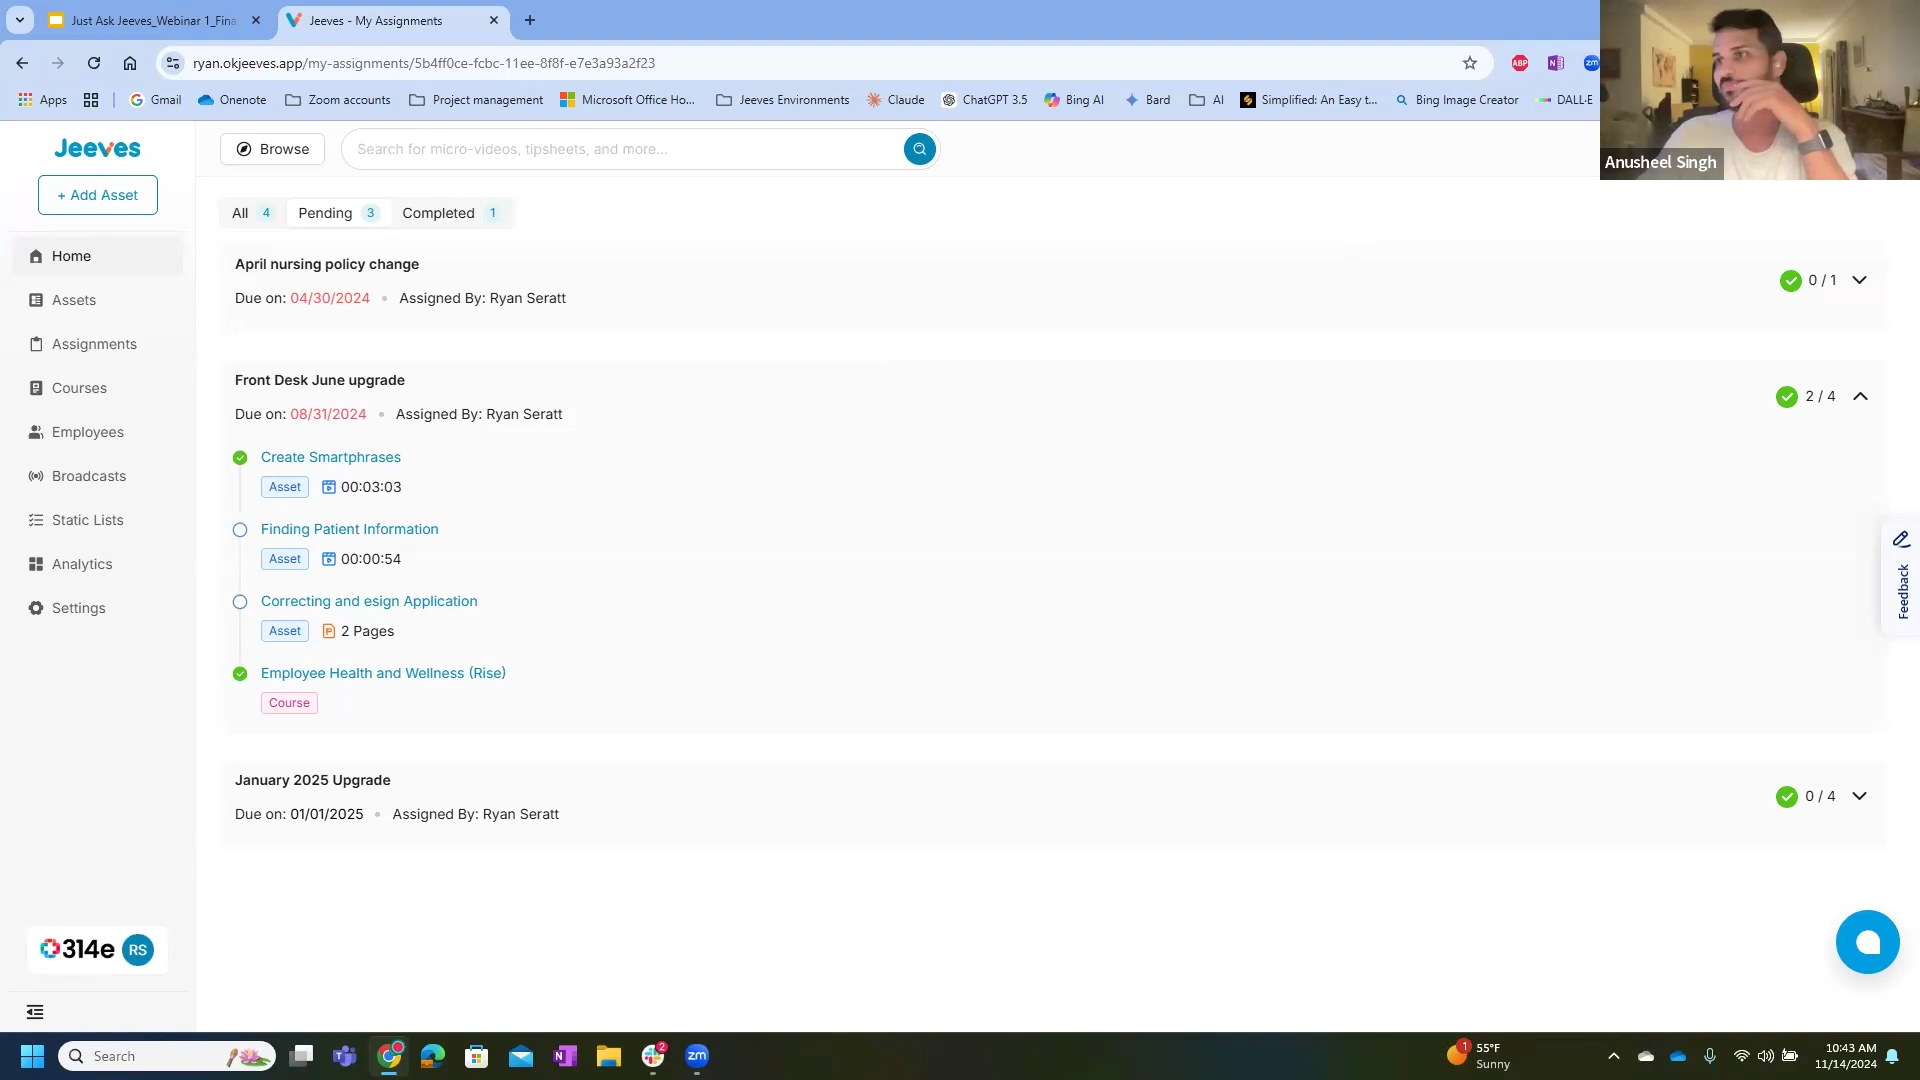 Just Ask Jeeves_Webinar 1_Fina
Jeeves - My Assignments
ryan.okjeeves.app/my-assignments/5b4ff0ce-fcbc-11ee-8f8f-e7e3a93a2f23
ABP
zm
Apps
Gmail
Onenote
Zoom accounts
Project management
Microsoft Office Ho...
Jeeves Environments
Claude
ChatGPT 3.5
Bing AI
Bard
AI
Simplified: An Easy t...
Bing Image Creator
DALL·E
Anusheel Singh
Jeeves
+ Add Asset
Home
Assets
Assignments
Courses
Employees
Broadcasts
Static Lists
Analytics
Settings
314e
RS
Browse
Search for micro-videos, tipsheets, and more...
All 4
Pending 3
Completed 1
April nursing policy change
Due on: 04/30/2024 • Assigned By: Ryan Seratt
0 / 1
Front Desk June upgrade
Due on: 08/31/2024 • Assigned By: Ryan Seratt
2 / 4
Create Smartphrases
Asset 00:03:03
Finding Patient Information
Asset 00:00:54
Correcting and esign Application
Asset 2 Pages
Employee Health and Wellness (Rise)
Course
January 2025 Upgrade
Due on: 01/01/2025 • Assigned By: Ryan Seratt
0 / 4
Feedback
Search
2
zm
1
55°F
Sunny
10:43 AM
11/14/2024